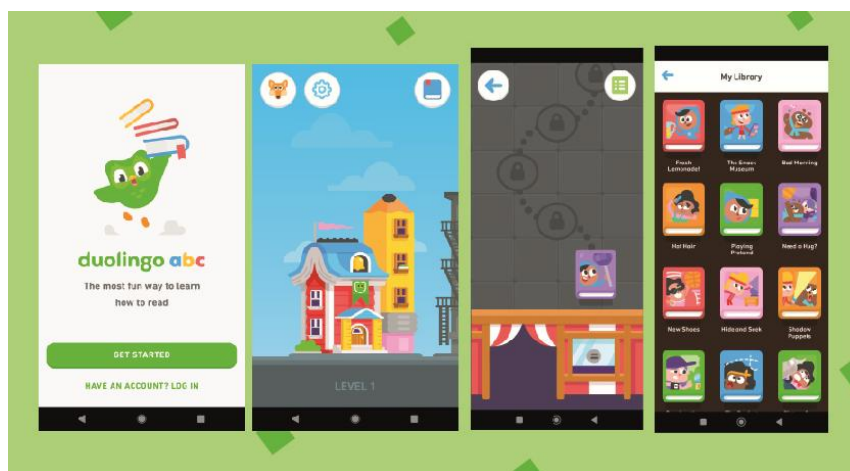 duolingo abc
The most fun way to learn
how to read
GET STARTED
HAVE AN ACCOUNT? LOG IN
LEVEL 1
My Library
Fresh
Lemonade!
The Emoji
Museum
Bad Morning
Hat Hair
Playing
Pretend
Need a Hug?
New Shoes
Hide and Seek
Shadow
Puppets